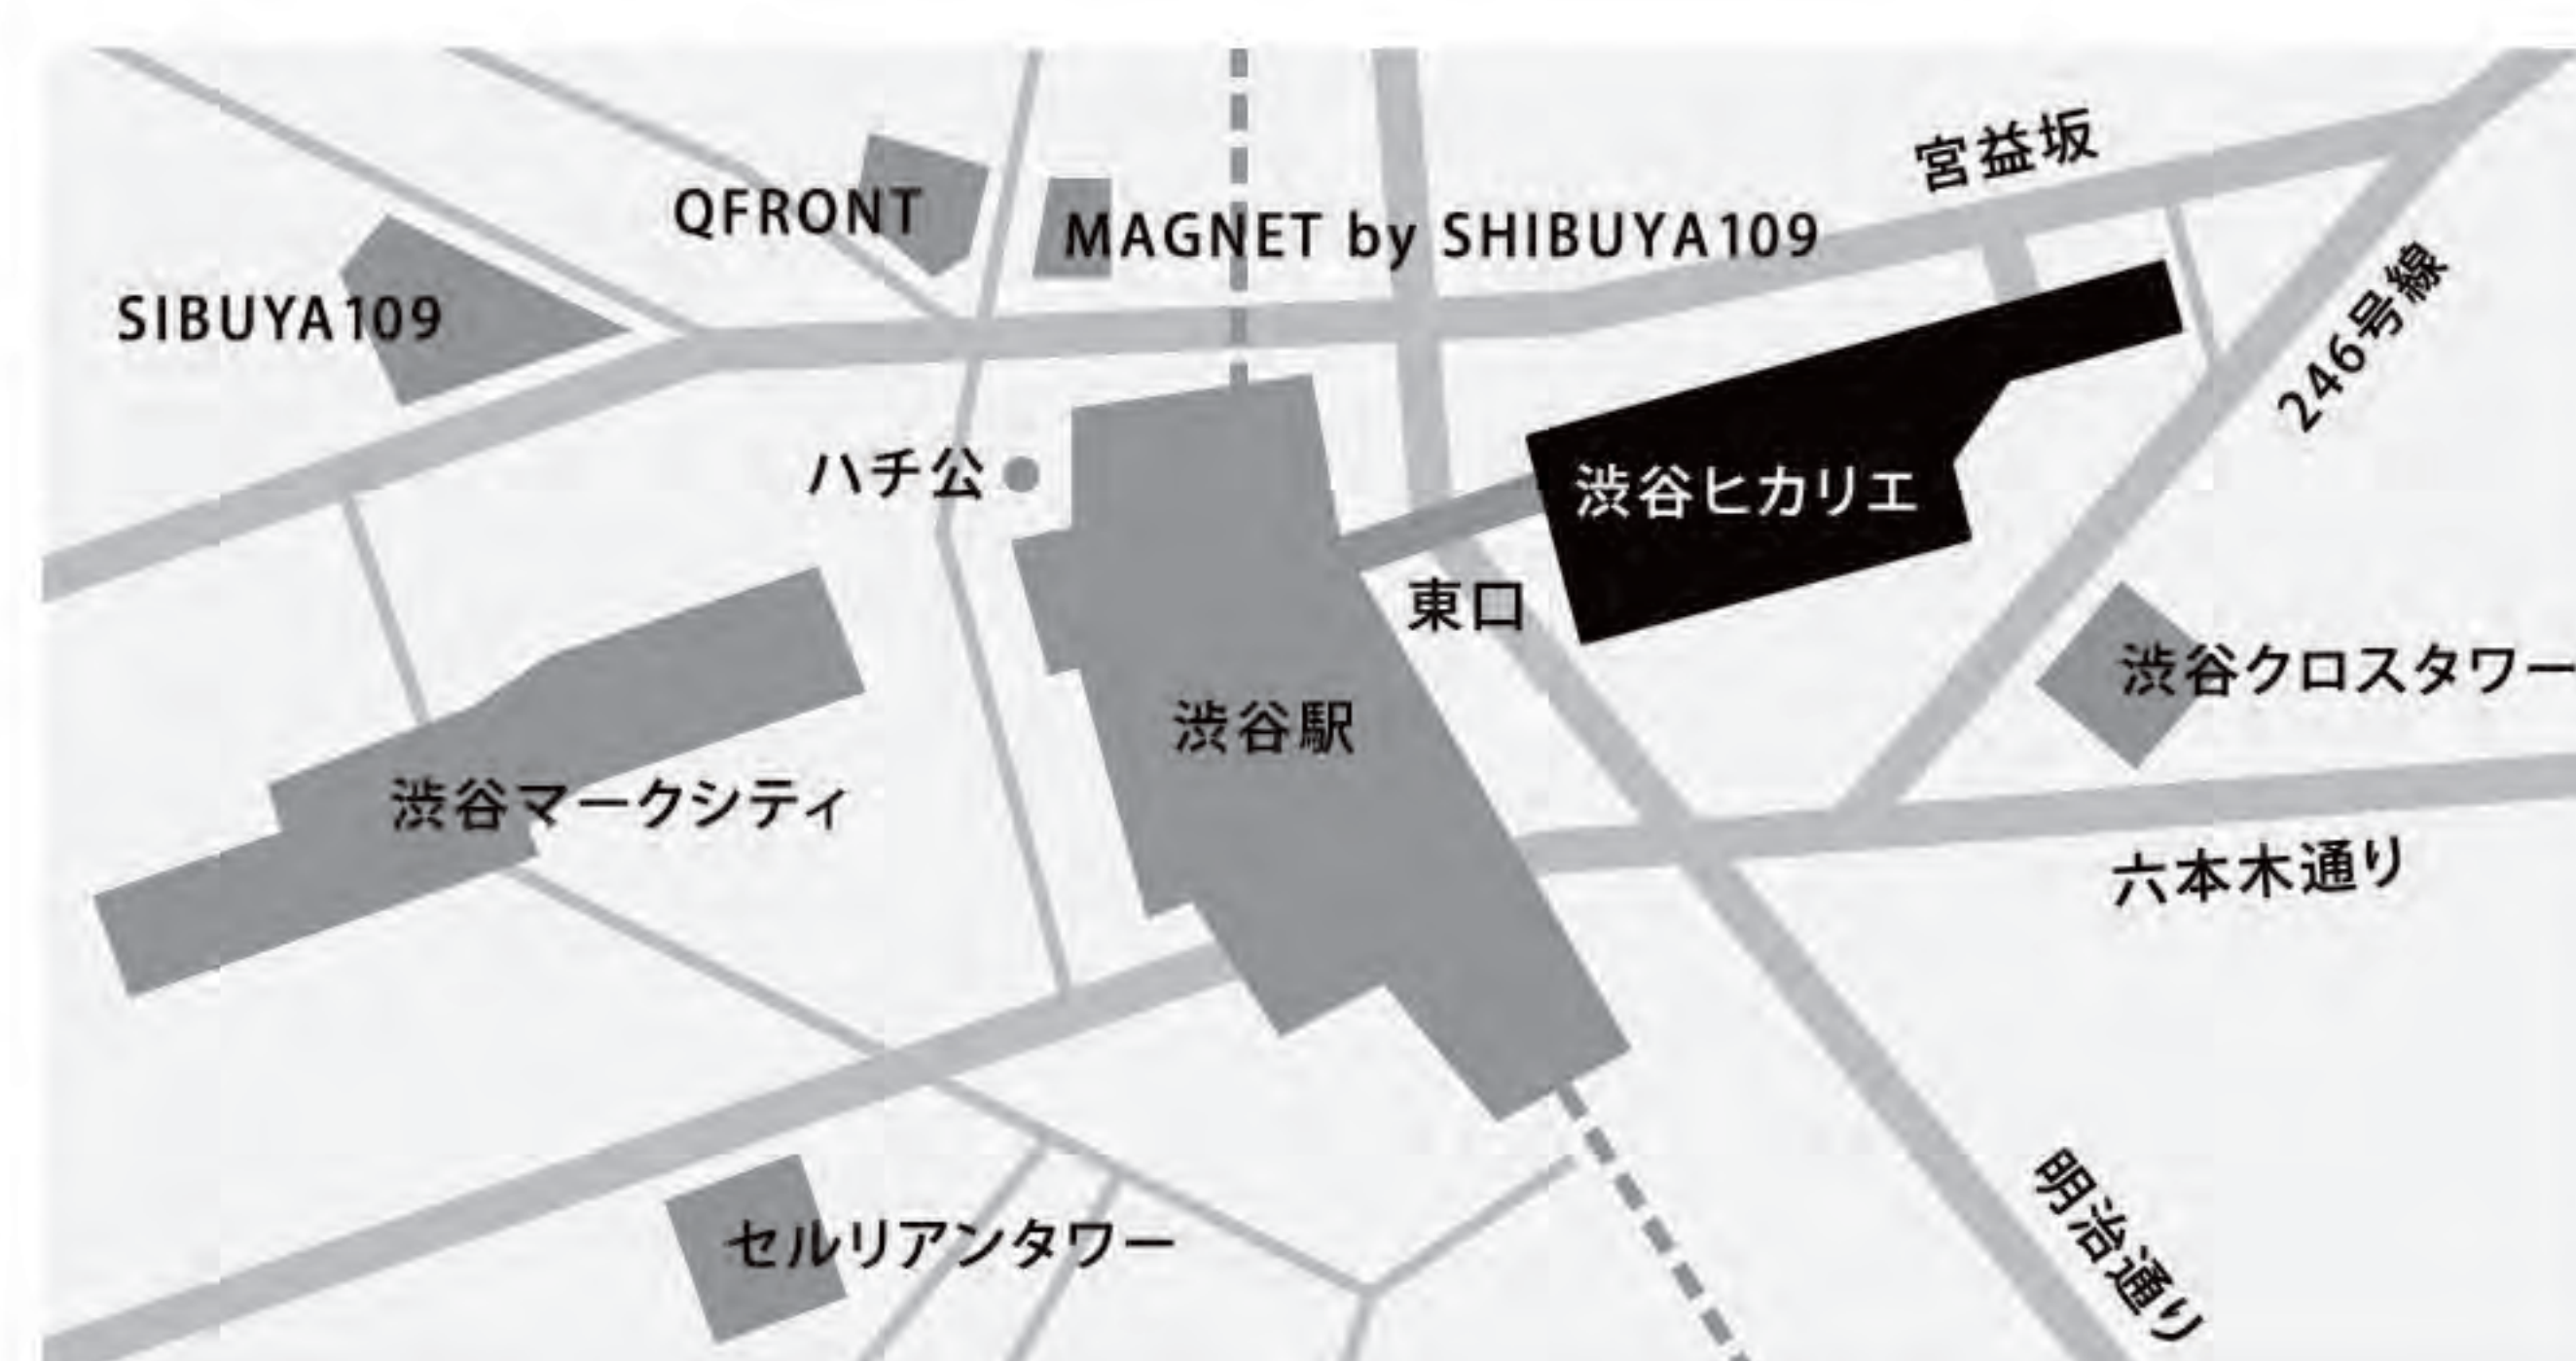 宮益坂
QFRONT
MAGNET by SHIBUYA109
SIBUYA109
246号線
ハチ公
渋谷ヒカリエ
東口
渋谷クロスタワー
渋谷駅
渋谷マークシティ
六本木通り
セルリアンタワー
明治通り